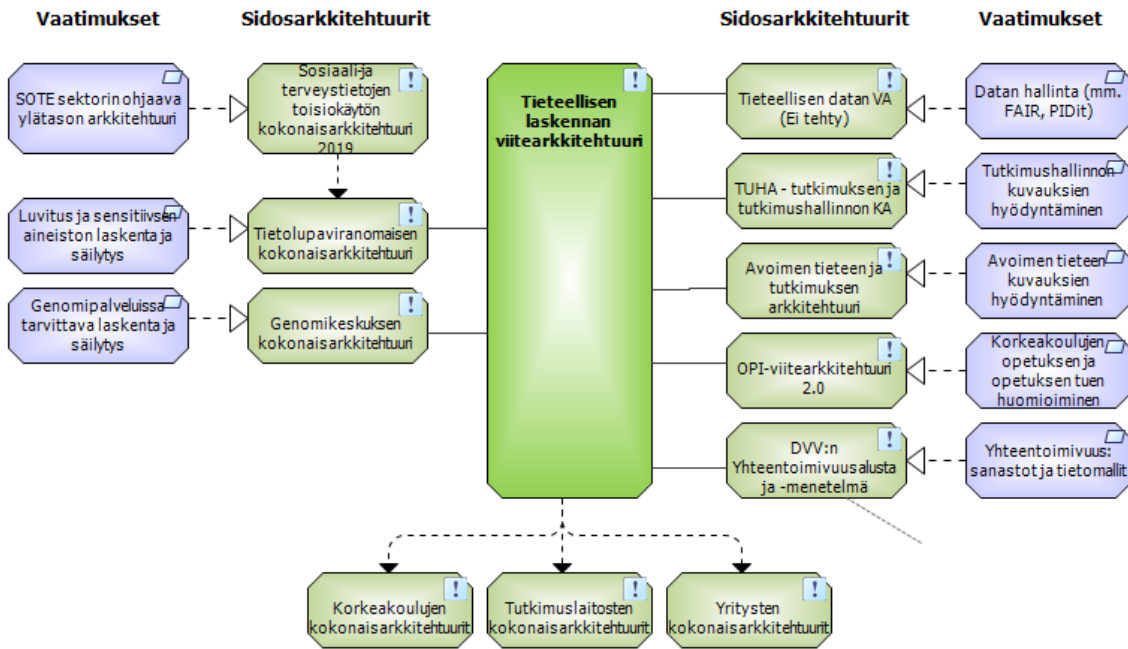 Vaatimukset
Sidosarkkitehtuurit
Sidosarkkitehtuurit
Vaatimukset
SOTE sektorin ohjaava
ylätason arkkitehtuuri
Sosiaali-ja
terveystietojen
toisiokäytön
kokonaisarkkitehtuuri
2019
Tieteellisen
laskennan
viitearkkitehtuuri
Tieteellisen datan VA
(Ei tehty)
Datan hallinta (mm.
FAIR, PIDit)
TUHA - tutkimuksen ja
tutkimushallinnon KA
Tutkimushallinnon
kuvauksien
hyödyntäminen
Luvitus ja sensitiivsen
aineiston laskenta ja
säilytys
Tietolupaviranomaisen
kokonaisarkkitehtuuri
Avoimen tieteen ja
tutkimuksen
arkkitehtuuri
Avoimen tieteen
kuvauksien
hyödyntäminen
Genomipalveluissa
tarvittava laskenta ja
säilytys
Genomikeskuksen
kokonaisarkkitehtuuri
OPI-viitearkkitehtuuri
2.0
Korkeakoulujen
opetuksen ja
opetuksen tuen
huomioiminen
DVV:n
Yhteentoimivuusalusta
ja -menetelmä
Yhteentoimivuus:
sanastot ja tietomallit
Korkeakoulujen
kokonaisarkkitehtuurit
Tutkimuslaitosten
kokonaisarkkitehtuurit
Yritysten
kokonaisarkkitehtuurit